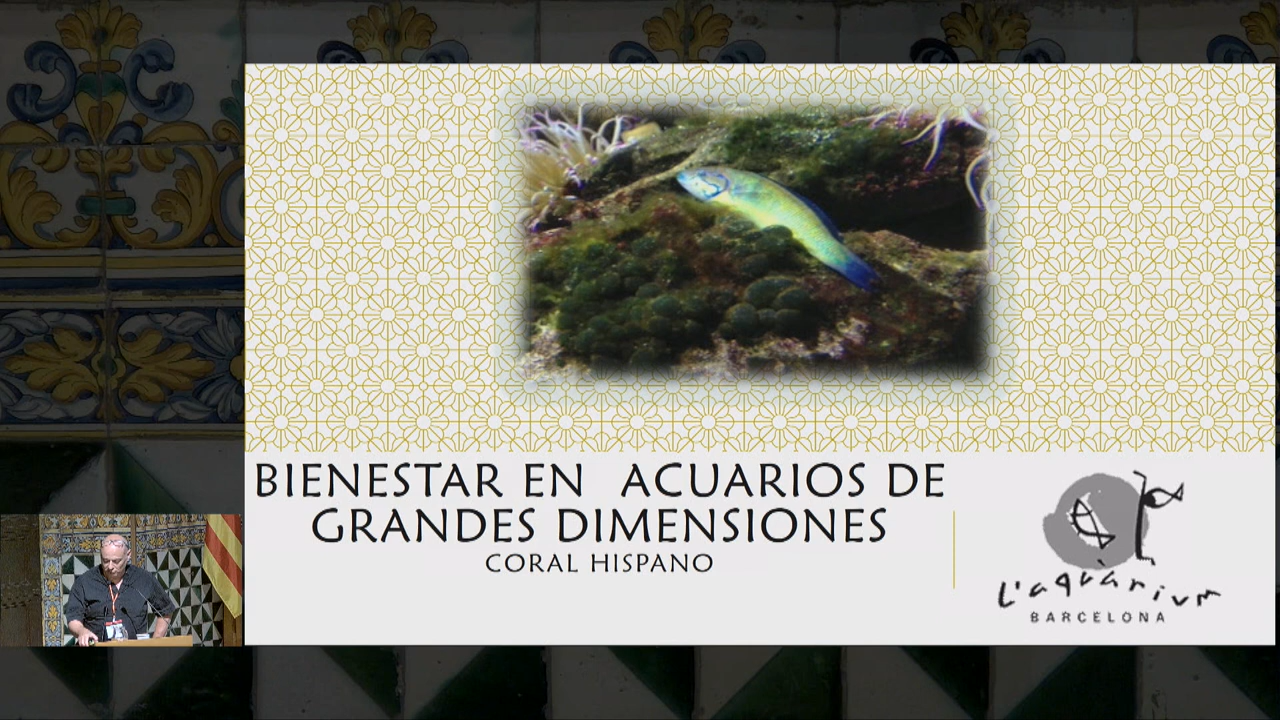 BIENESTAR EN ACUARIOS DE
GRANDES DIMENSIONES
CORAL HISPANO
L'aquàrium
BARCELONA